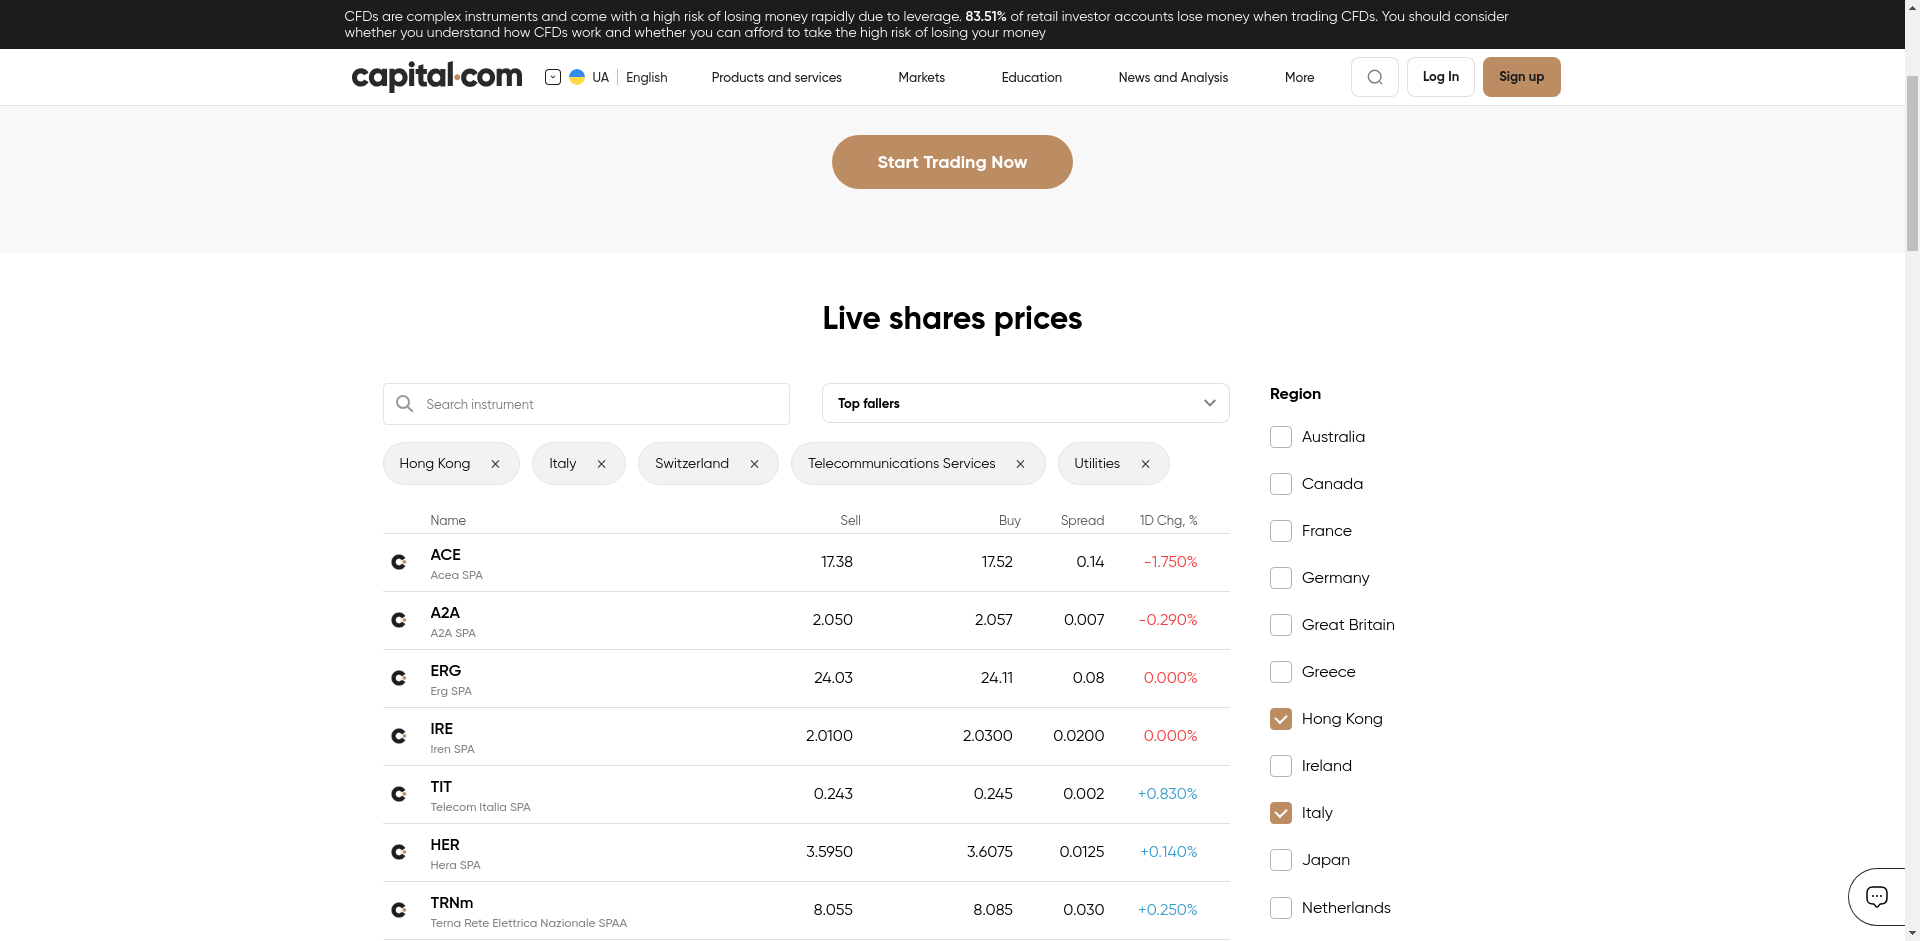 CFDs are complex instruments and come with a high risk of losing money rapidly due to leverage. 83.51% of retail investor accounts lose money when trading CFDs. You should consider
whether you understand how CFDs work and whether you can afford to take the high risk of losing your money
capital.com UA English Products and services Markets Education News and Analysis More Log In Sign up
Start Trading Now
Live shares prices
Search instrument
Top fallers
Hong Kong Italy Switzerland Telecommunications Services Utilities
Name Sell Buy Spread 1D Chg, %
ACE 17.38 17.52 0.14 -1.750%
Acea SPA
A2A 2.050 2.057 0.007 -0.290%
A2A SPA
ERG 24.03 24.11 0.08 0.000%
Erg SPA
IRE 2.0100 2.0300 0.0200 0.000%
Iren SPA
TIT 0.243 0.245 0.002 +0.830%
Telecom Italia SPA
HER 3.5950 3.6075 0.0125 +0.140%
Hera SPA
TRNm 8.055 8.085 0.030 +0.250%
Terna Rete Elettrica Nazionale SPAA
Region
Australia
Canada
France
Germany
Great Britain
Greece
Hong Kong
Ireland
Italy
Japan
Netherlands